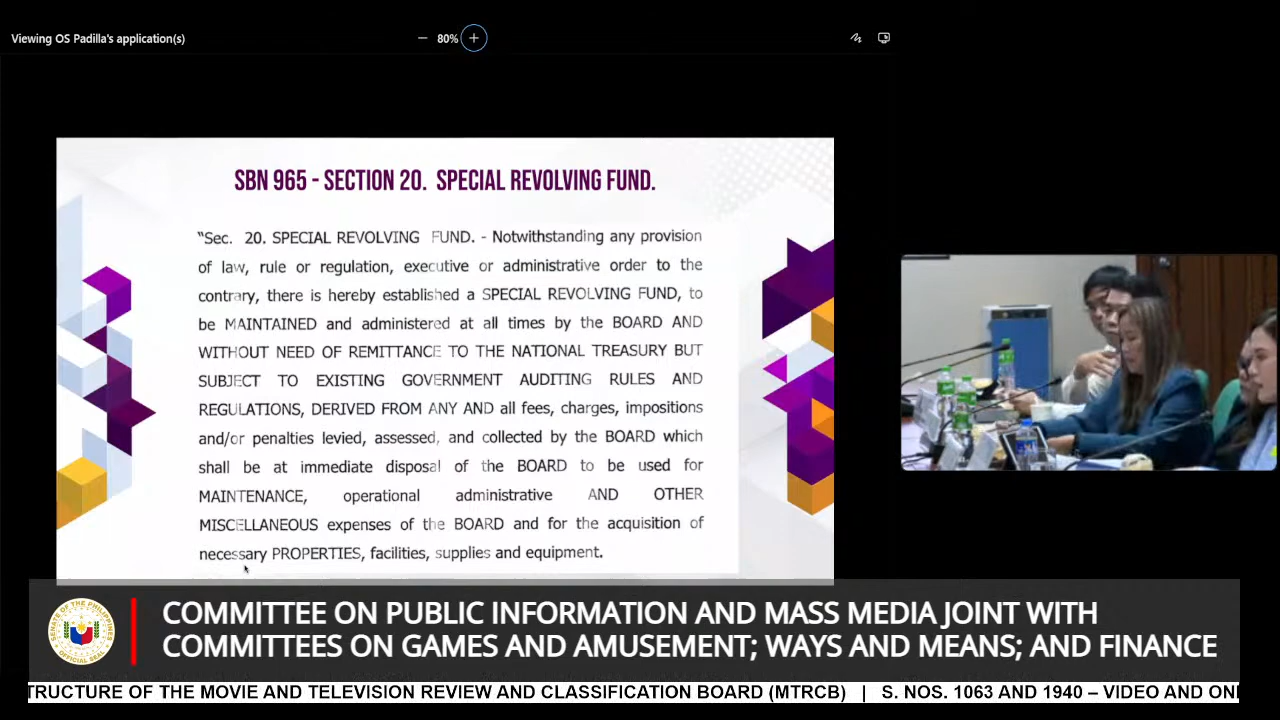 Viewing OS Padilla's application(s)
80%
SBN 965 - SECTION 20. SPECIAL REVOLVING FUND.
“Sec. 20. SPECIAL REVOLVING FUND. - Notwithstanding any provision
of law, rule or regulation, executive or administrative order to the
contrary, there is hereby established a SPECIAL REVOLVING FUND, to
be MAINTAINED and administered at all times by the BOARD AND
WITHOUT NEED OF REMITTANCE TO THE NATIONAL TREASURY BUT
SUBJECT TO EXISTING GOVERNMENT AUDITING RULES AND
REGULATIONS, DERIVED FROM ANY AND all fees, charges, impositions
and/or penalties levied, assessed, and collected by the BOARD which
shall be at immediate disposal of the BOARD to be used for
MAINTENANCE, operational administrative AND OTHER
MISCELLANEOUS expenses of the BOARD and for the acquisition of
necessary PROPERTIES, facilities, supplies and equipment.
SENATE OF THE PHILIPPINES
OFFICIAL SEAL
COMMITTEE ON PUBLIC INFORMATION AND MASS MEDIA JOINT WITH
COMMITTEES ON GAMES AND AMUSEMENT; WAYS AND MEANS; AND FINANCE
TRUCTURE OF THE MOVIE AND TELEVISION REVIEW AND CLASSIFICATION BOARD (MTRCB) | S. NOS. 1063 AND 1940 – VIDEO AND ONL